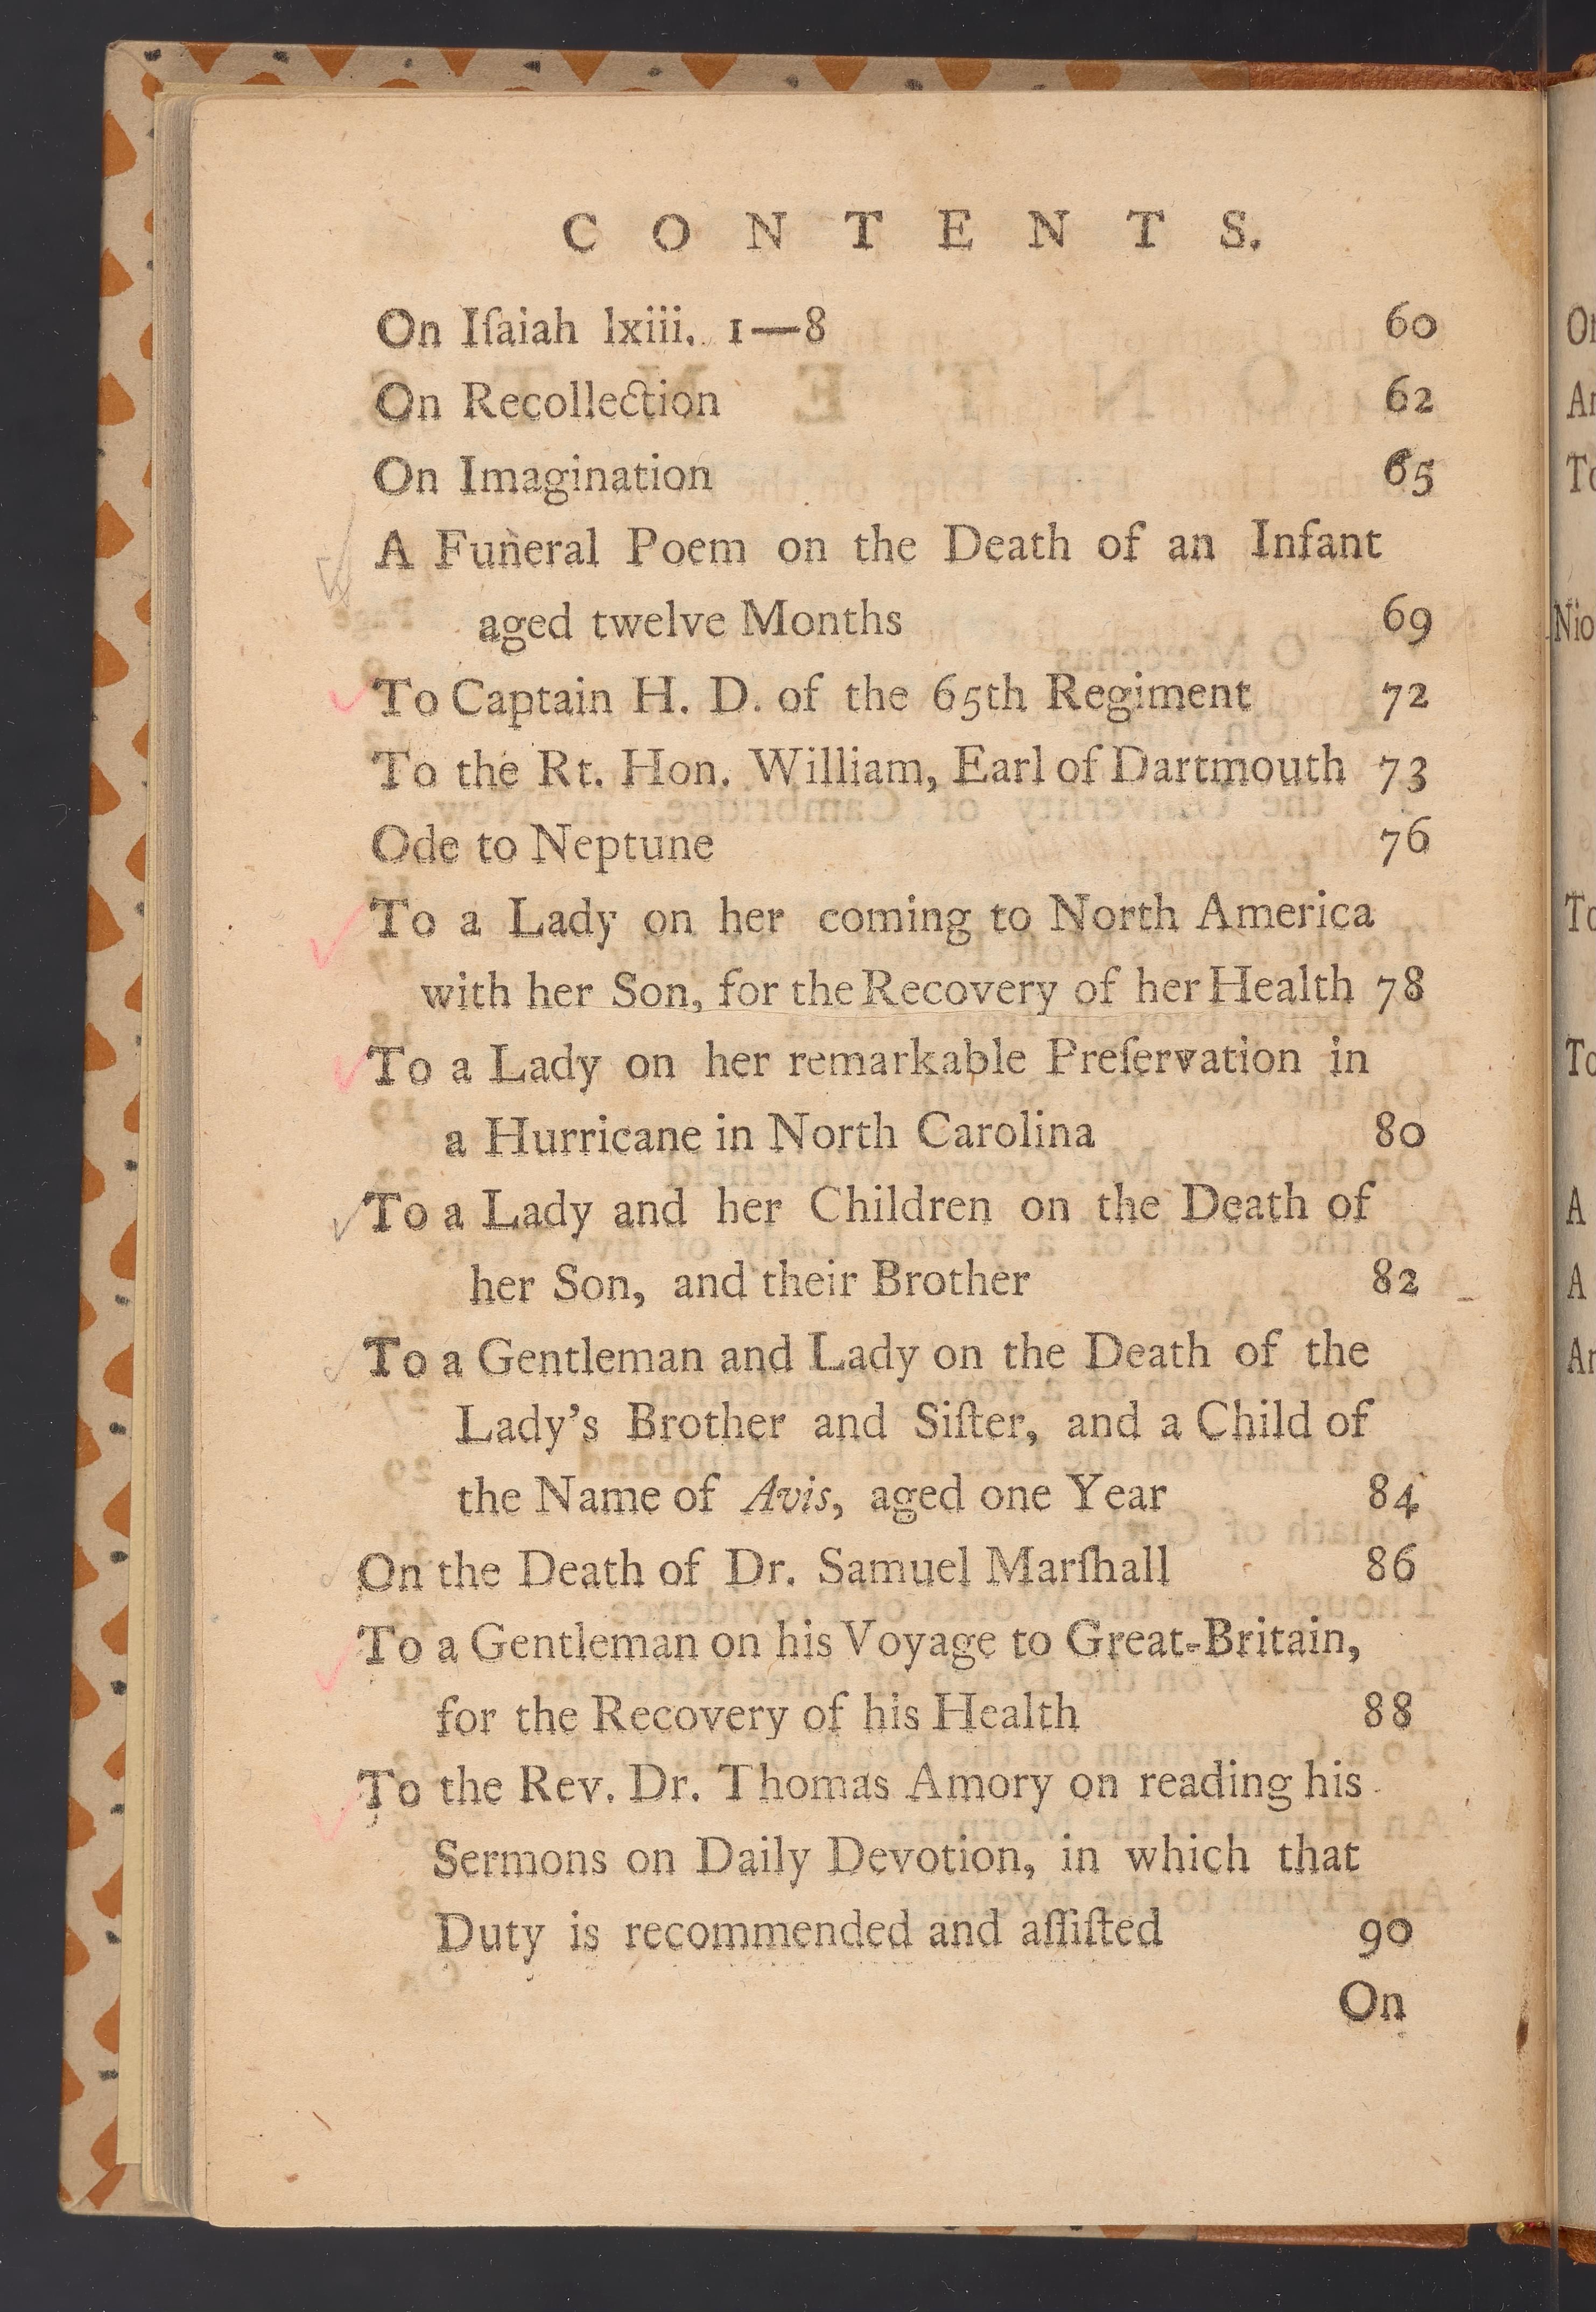 CONTENTS.
On Iſaiah lxiii. 1—8 60
On Recollection 62
On Imagination 65
A Funeral Poem on the Death of an Infant
aged twelve Months 69
To Captain H. D. of the 65th Regiment 72
To the Rt. Hon. William, Earl of Dartmouth 73
Ode to Neptune 76
To a Lady on her coming to North America
with her Son, for the Recovery of her Health 78
To a Lady on her remarkable Preſervation in
a Hurricane in North Carolina 80
To a Lady and her Children on the Death of
her Son, and their Brother 82
To a Gentleman and Lady on the Death of the
Lady's Brother and Siſter, and a Child of
the Name of Avis, aged one Year 84
On the Death of Dr. Samuel Marſhall 86
To a Gentleman on his Voyage to Great-Britain,
for the Recovery of his Health 88
To the Rev. Dr. Thomas Amory on reading his
Sermons on Daily Devotion, in which that
Duty is recommended and aſſiſted 90
On